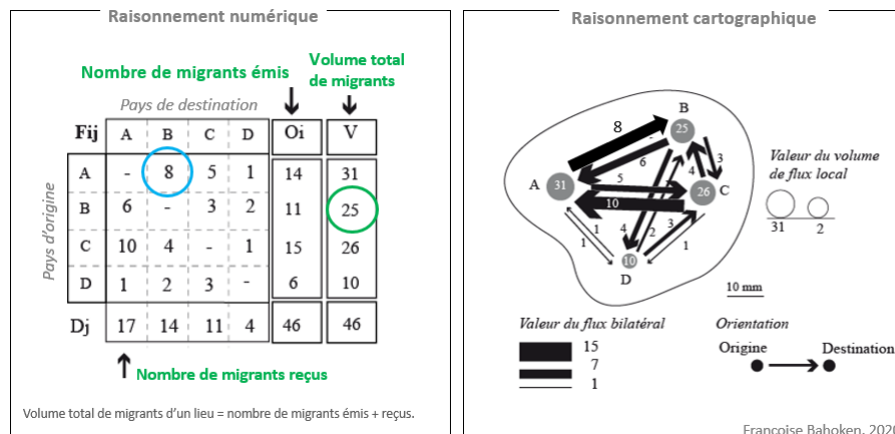 Raisonnement numérique
Nombre de migrants émis
Volume total
de migrants
Pays de destination
Fij A B C D Oi V
Pays d'origine
A - 8 5 1 14 31
B 6 - 3 2 11 25
C 10 4 - 1 15 26
D 1 2 3 - 6 10
Dj 17 14 11 4 46 46
Nombre de migrants reçus
Volume total de migrants d'un lieu = nombre de migrants émis + reçus.
Raisonnement cartographique
B
8 25
-
6 3
4
A 31 5 26 C
10
1 4 2 3
1 1
10
D
Valeur du volume
de flux local
31 2
10 mm
Valeur du flux bilatéral
15
7
1
Orientation
Origine Destination
Françoise Bahoken, 2020